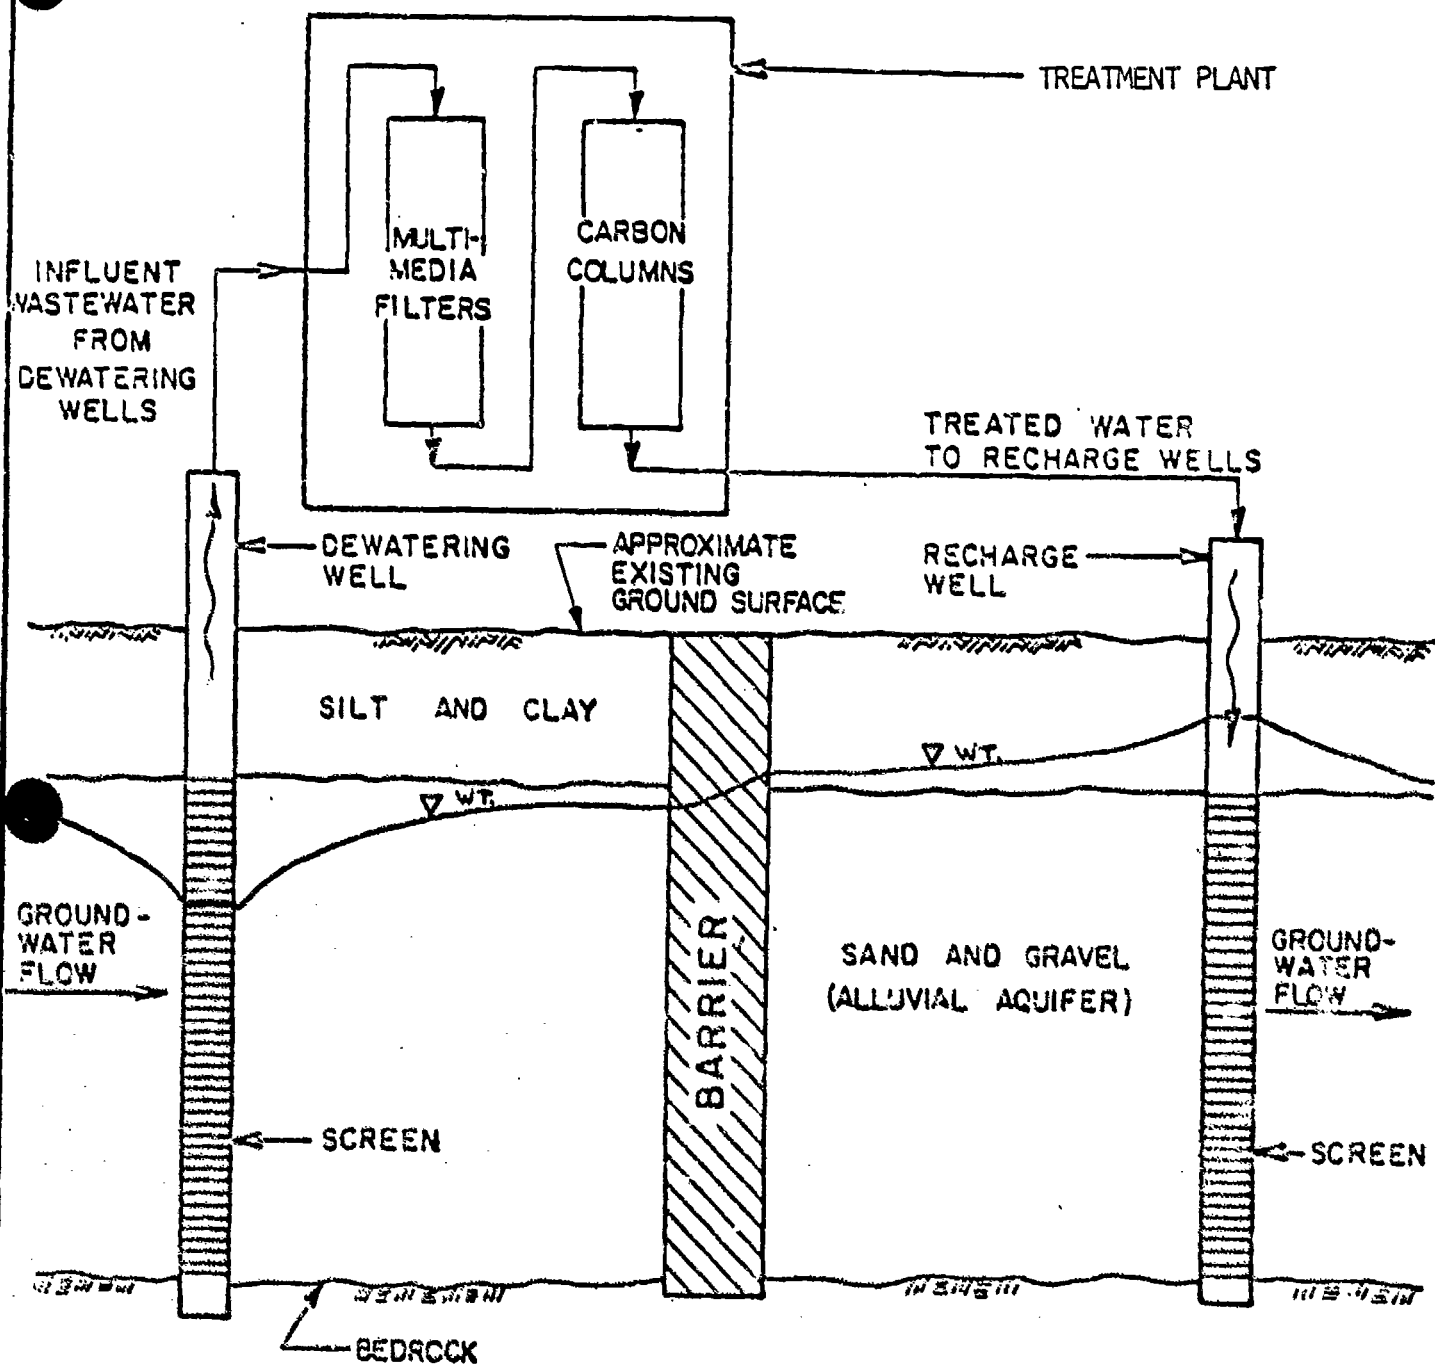 TREATMENT PLANT
MULTI-
MEDIA
FILTERS
CARBON
COLUMNS
INFLUENT
WASTEWATER
FROM
DEWATERING
WELLS
TREATED WATER
TO RECHARGE WELLS
DEWATERING
WELL
APPROXIMATE
EXISTING
GROUND SURFACE
RECHARGE
WELL
SILT AND CLAY
WT.
WT.
GROUND-
WATER
FLOW
BARRIER
SAND AND GRAVEL
(ALLUVIAL AQUIFER)
GROUND-
WATER
FLOW
SCREEN
SCREEN
BEDROCK